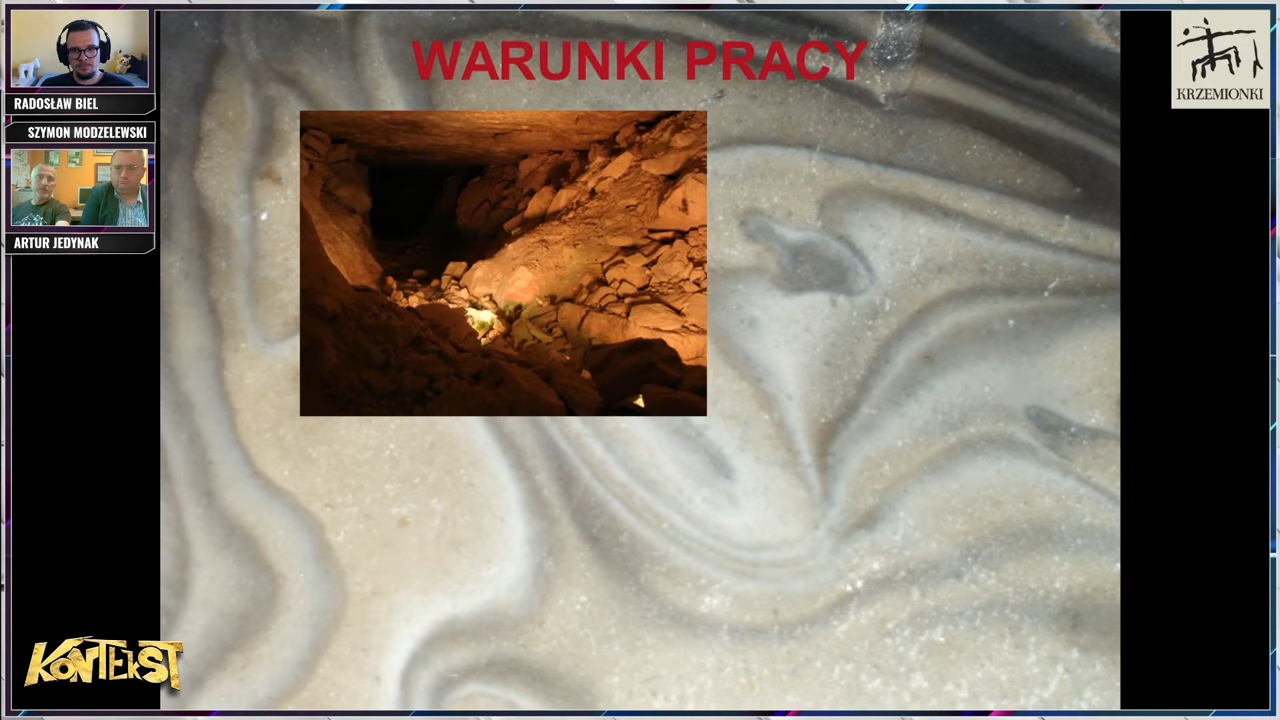 RADOSŁAW BIEL
SZYMON MODZELEWSKI
ARTUR JEDYNAK
WARUNKI PRACY
KRZEMIONKI
KONTEKST